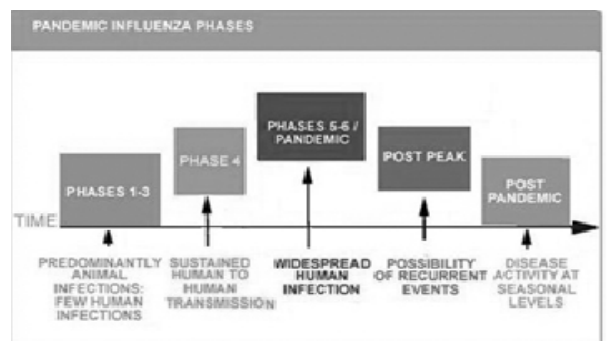 PANDEMIC INFLUENZA PHASES
PHASES 5-6 /
PANDEMIC
PHASE 4
POST PEAK
PHASES 1-3
POST
PANDEMIC
TIME
PREDOMINANTLY
ANIMAL
INFECTIONS:
FEW HUMAN
INFECTIONS
SUSTAINED
HUMAN TO
HUMAN
TRANSMISSION
WIDESPREAD
HUMAN
INFECTION
POSSIBILITY
OF RECURRENT
EVENTS
DISEASE
ACTIVITY AT
SEASONAL
LEVELS